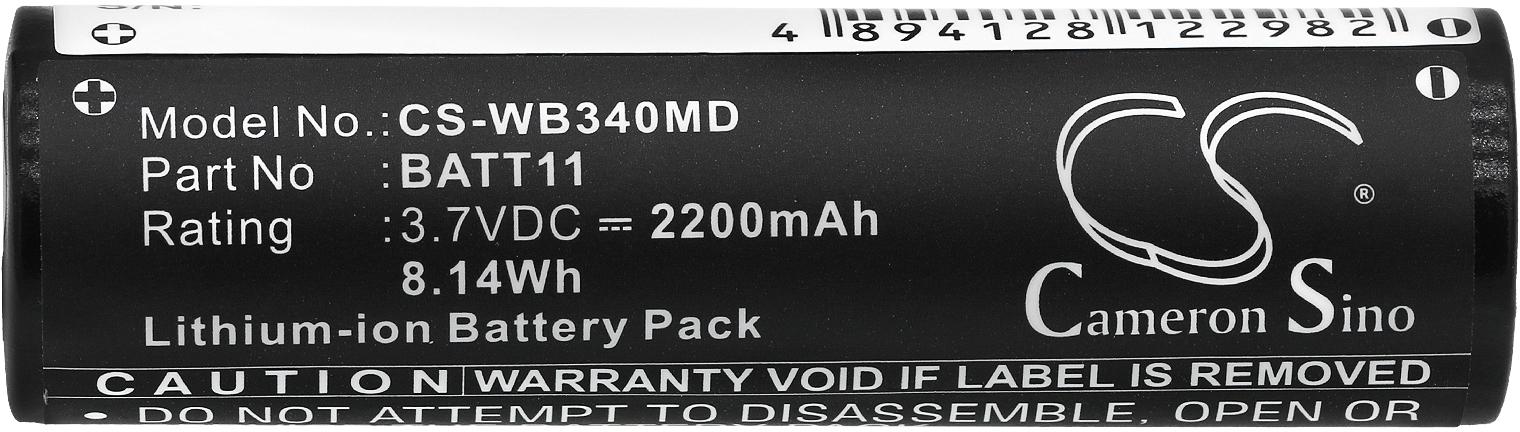 S/N:
4 894128 122982
Model No.:CS-WB340MD
Part No :BATT11
Rating :3.7VDC ⎓ 2200mAh
8.14Wh
Lithium-ion Battery Pack
®
Cameron Sino
CAUTION WARRANTY VOID IF LABEL IS REMOVED
• DO NOT ATTEMPT TO DISASSEMBLE, OPEN OR